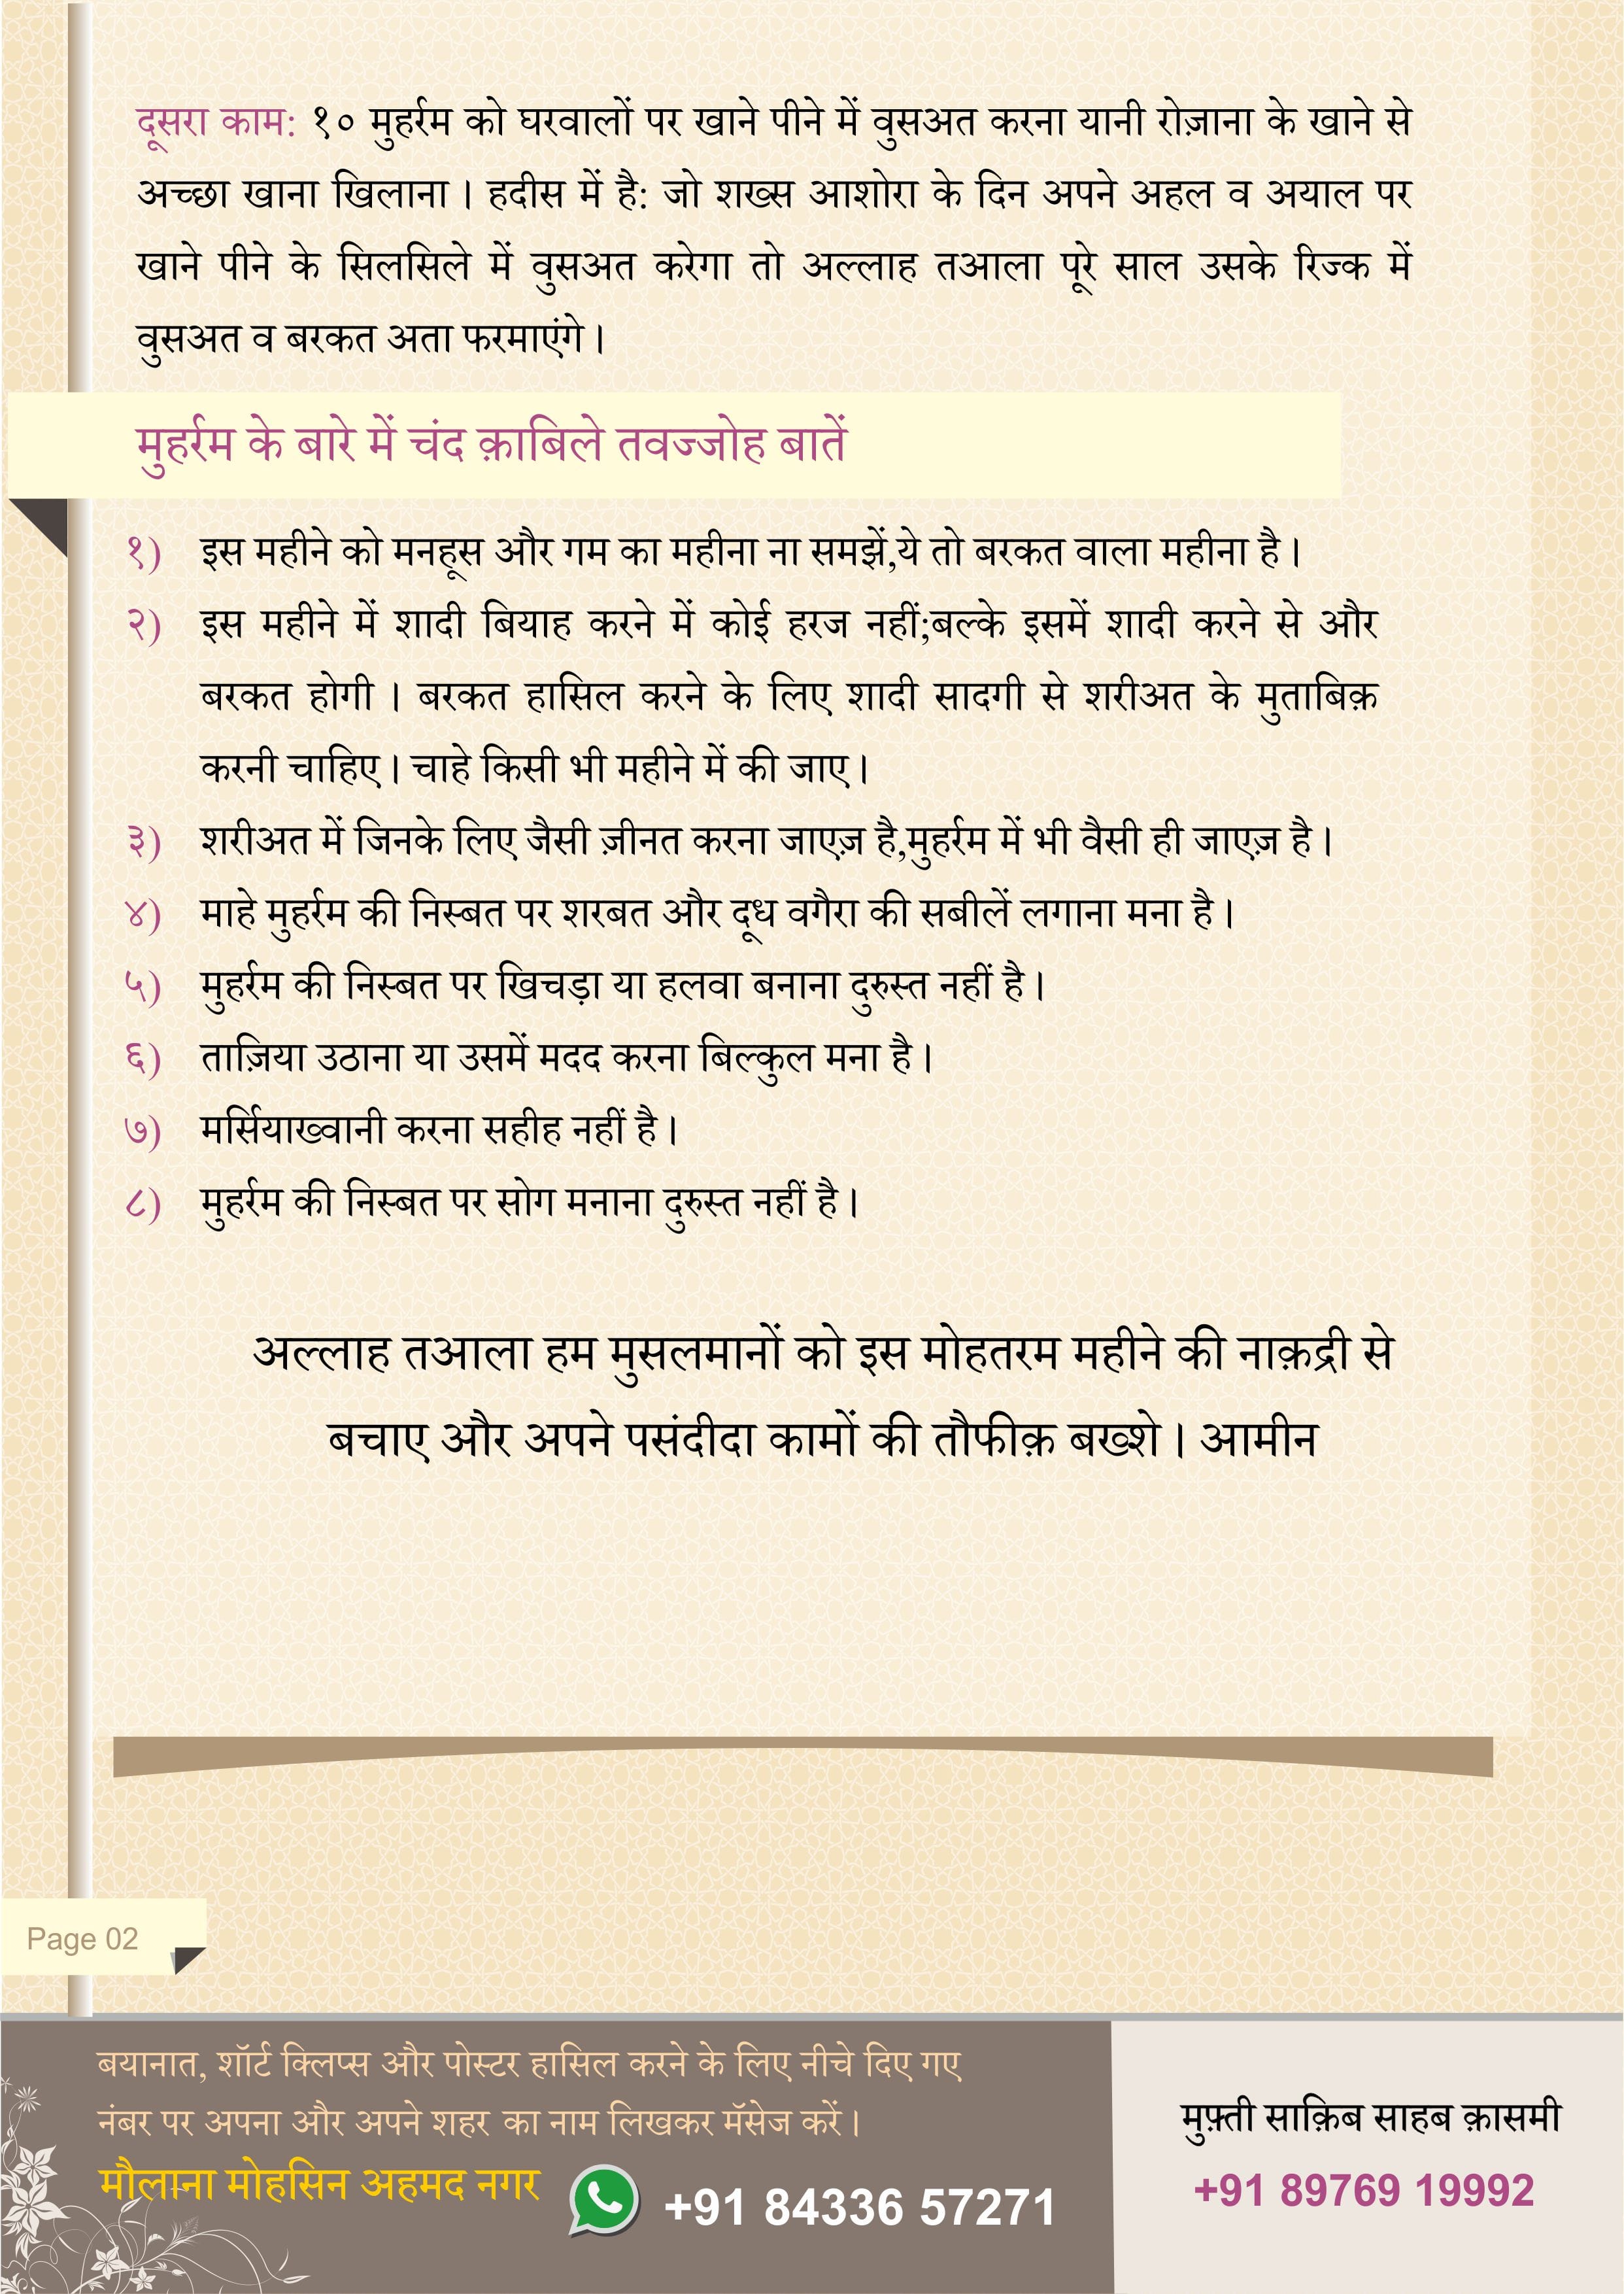 दूसरा काम: १० मुहर्रम को घरवालों पर खाने पीने में वुसअत करना यानी रोज़ाना के खाने से
अच्छा खाना खिलाना। हदीस में है: जो शख्स आशोरा के दिन अपने अहल व अयाल पर
खाने पीने के सिलसिले में वुसअत करेगा तो अल्लाह तआला पूरे साल उसके रिज्क में
वुसअत व बरकत अता फरमाएंगे।
मुहर्रम के बारे में चंद क़ाबिले तवज्जोह बातें
१) इस महीने को मनहूस और गम का महीना ना समझें,ये तो बरकत वाला महीना है।
२) इस महीने में शादी बियाह करने में कोई हरज नहीं;बल्के इसमें शादी करने से और
बरकत होगी । बरकत हासिल करने के लिए शादी सादगी से शरीअत के मुताबिक़
करनी चाहिए। चाहे किसी भी महीने में की जाए।
३) शरीअत में जिनके लिए जैसी ज़ीनत करना जाएज़ है,मुहर्रम में भी वैसी ही जाएज़ है।
४) माहे मुहर्रम की निस्बत पर शरबत और दूध वगैरा की सबीलें लगाना मना है।
५) मुहर्रम की निस्बत पर खिचड़ा या हलवा बनाना दुरुस्त नहीं है।
६) ताज़िया उठाना या उसमें मदद करना बिल्कुल मना है।
७) मर्सियाख्वानी करना सहीह नहीं है।
८) मुहर्रम की निस्बत पर सोग मनाना दुरुस्त नहीं है।
अल्लाह तआला हम मुसलमानों को इस मोहतरम महीने की नाक़द्री से
बचाए और अपने पसंदीदा कामों की तौफीक़ बख्शे। आमीन
Page 02
बयानात, शॉर्ट क्लिप्स और पोस्टर हासिल करने के लिए नीचे दिए गए
नंबर पर अपना और अपने शहर का नाम लिखकर मॅसेज करें।
मौलाना मोहसिन अहमद नगर +91 84336 57271
मुफ़्ती साक़िब साहब क़ासमी
+91 89769 19992